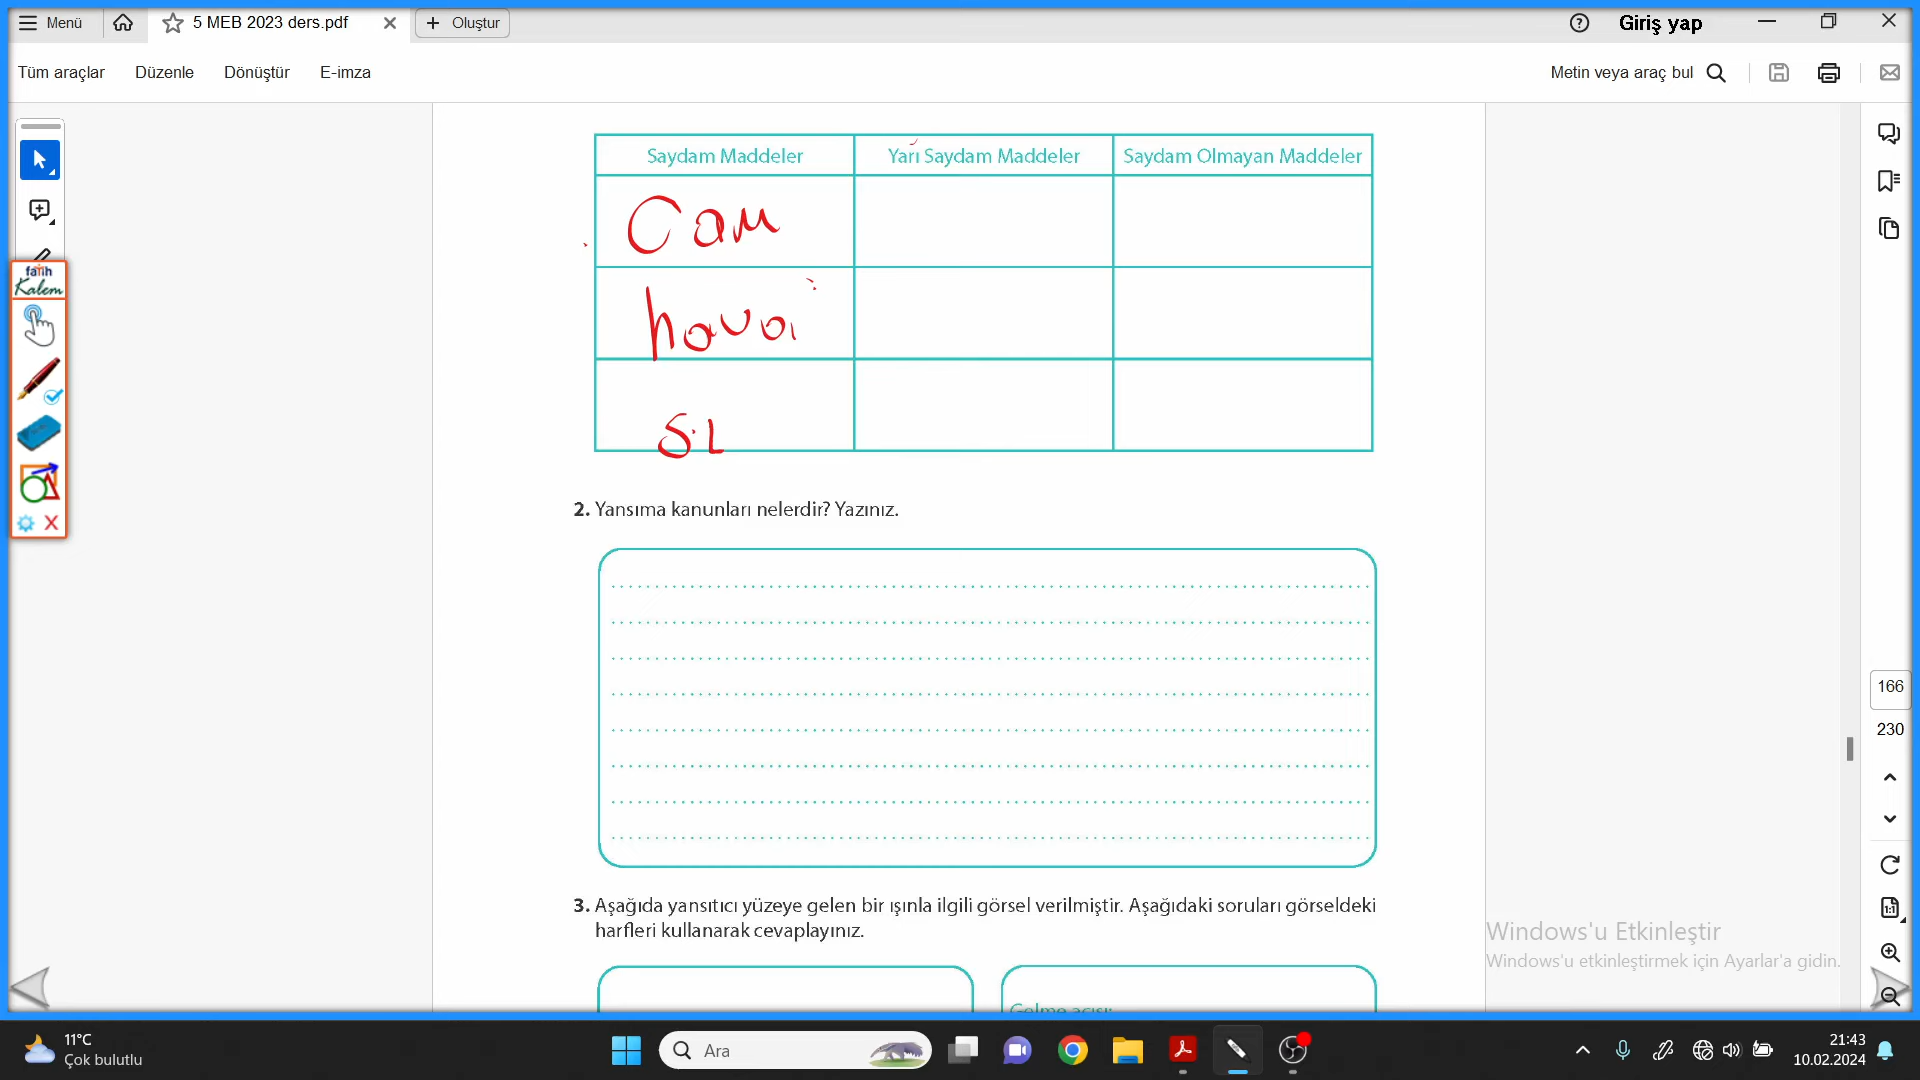 Menü
5 MEB 2023 ders.pdf
Oluştur
Giriş yap
Tüm araçlar
Düzenle
Dönüştür
E-imza
Metin veya araç bul
Saydam Maddeler
Yarı Saydam Maddeler
Saydam Olmayan Maddeler
Cam
hava
fatih
Kalem
2. Yansıma kanunları nelerdir? Yazınız.
166
230
3. Aşağıda yansıtıcı yüzeye gelen bir ışınla ilgili görsel verilmiştir. Aşağıdaki soruları görseldeki
harfleri kullanarak cevaplayınız.
Gelme açısı:
Windows'u Etkinleştir
Windows'u etkinleştirmek için Ayarlar'a gidin.
11°C
Çok bulutlu
Ara
21:43
10.02.2024